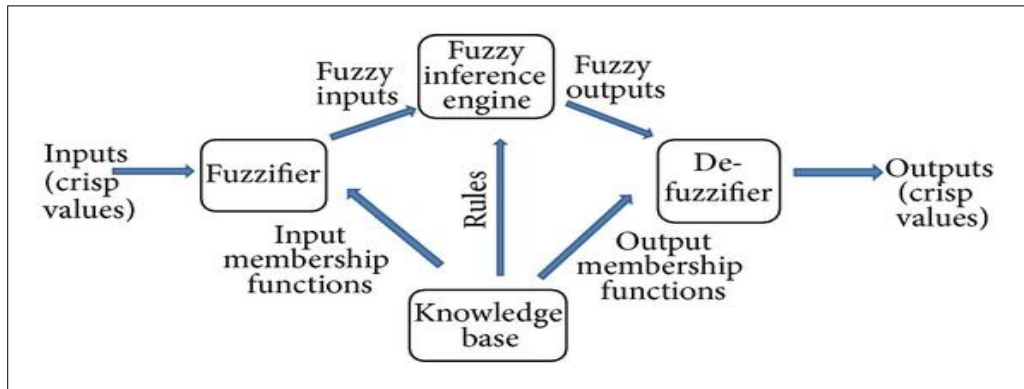 Inputs
(crisp
values)
Fuzzifier
Fuzzy
inputs
Fuzzy
inference
engine
Fuzzy
outputs
De-
fuzzifier
Outputs
(crisp
values)
Input
membership
functions
Rules
Output
membership
functions
Knowledge
base